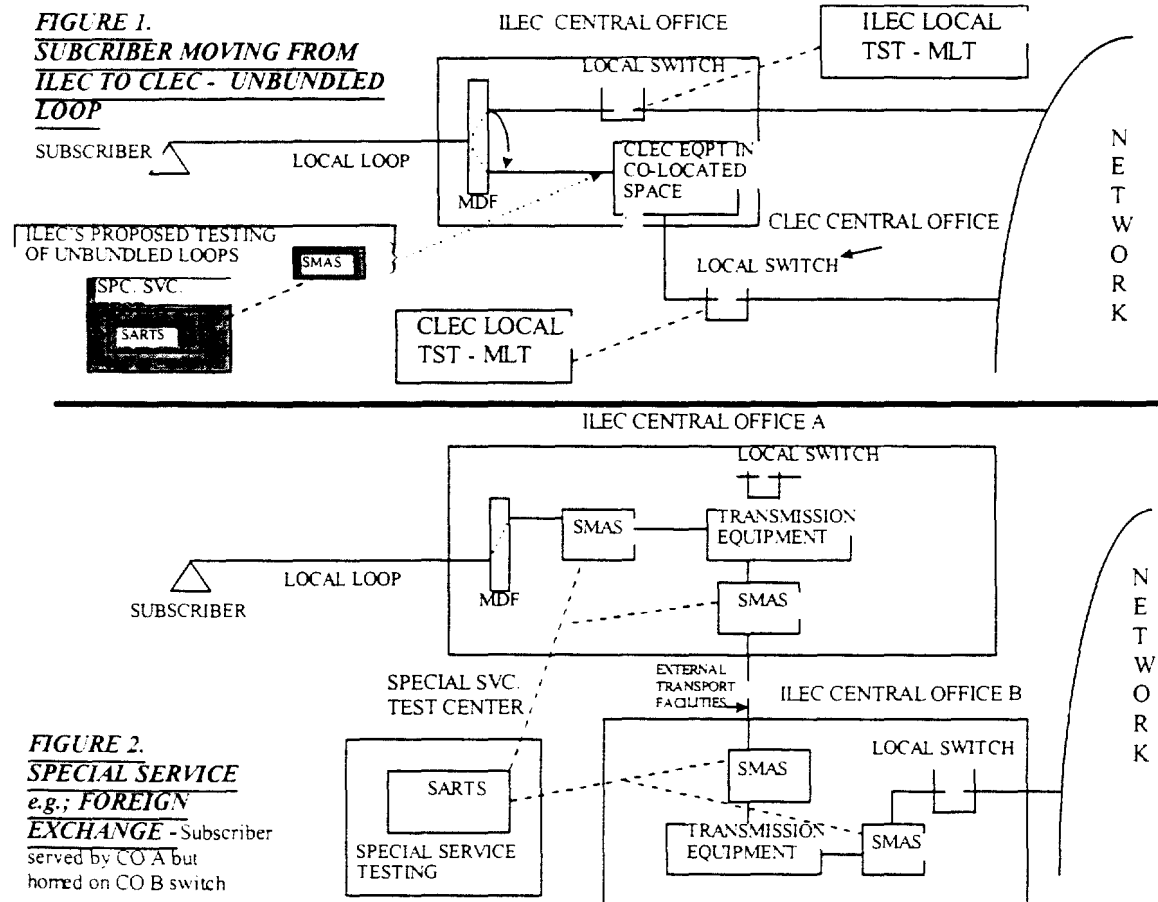 FIGURE 1.
SUBCRIBER MOVING FROM
ILEC TO CLEC - UNBUNDLED
LOOP
ILEC CENTRAL OFFICE
ILEC LOCAL
TST - MLT
LOCAL SWITCH
SUBSCRIBER
LOCAL LOOP
MDF
CLEC EQPT IN
CO-LOCATED
SPACE
NETWORK
ILEC'S PROPOSED TESTING
OF UNBUNDLED LOOPS
SMAS
SPC. SVC.
SARTS
CLEC CENTRAL OFFICE
LOCAL SWITCH
CLEC LOCAL
TST - MLT
ILEC CENTRAL OFFICE A
LOCAL SWITCH
SMAS
TRANSMISSION
EQUIPMENT
LOCAL LOOP
MDF
SUBSCRIBER
SMAS
NETWORK
EXTERNAL
TRANSPORT
FACILITIES
SPECIAL SVC.
TEST CENTER
ILEC CENTRAL OFFICE B
FIGURE 2.
SPECIAL SERVICE
e.g.; FOREIGN
EXCHANGE - Subscriber
served by CO A but
homed on CO B switch
SARTS
SPECIAL SERVICE
TESTING
SMAS
LOCAL SWITCH
TRANSMISSION
EQUIPMENT
SMAS